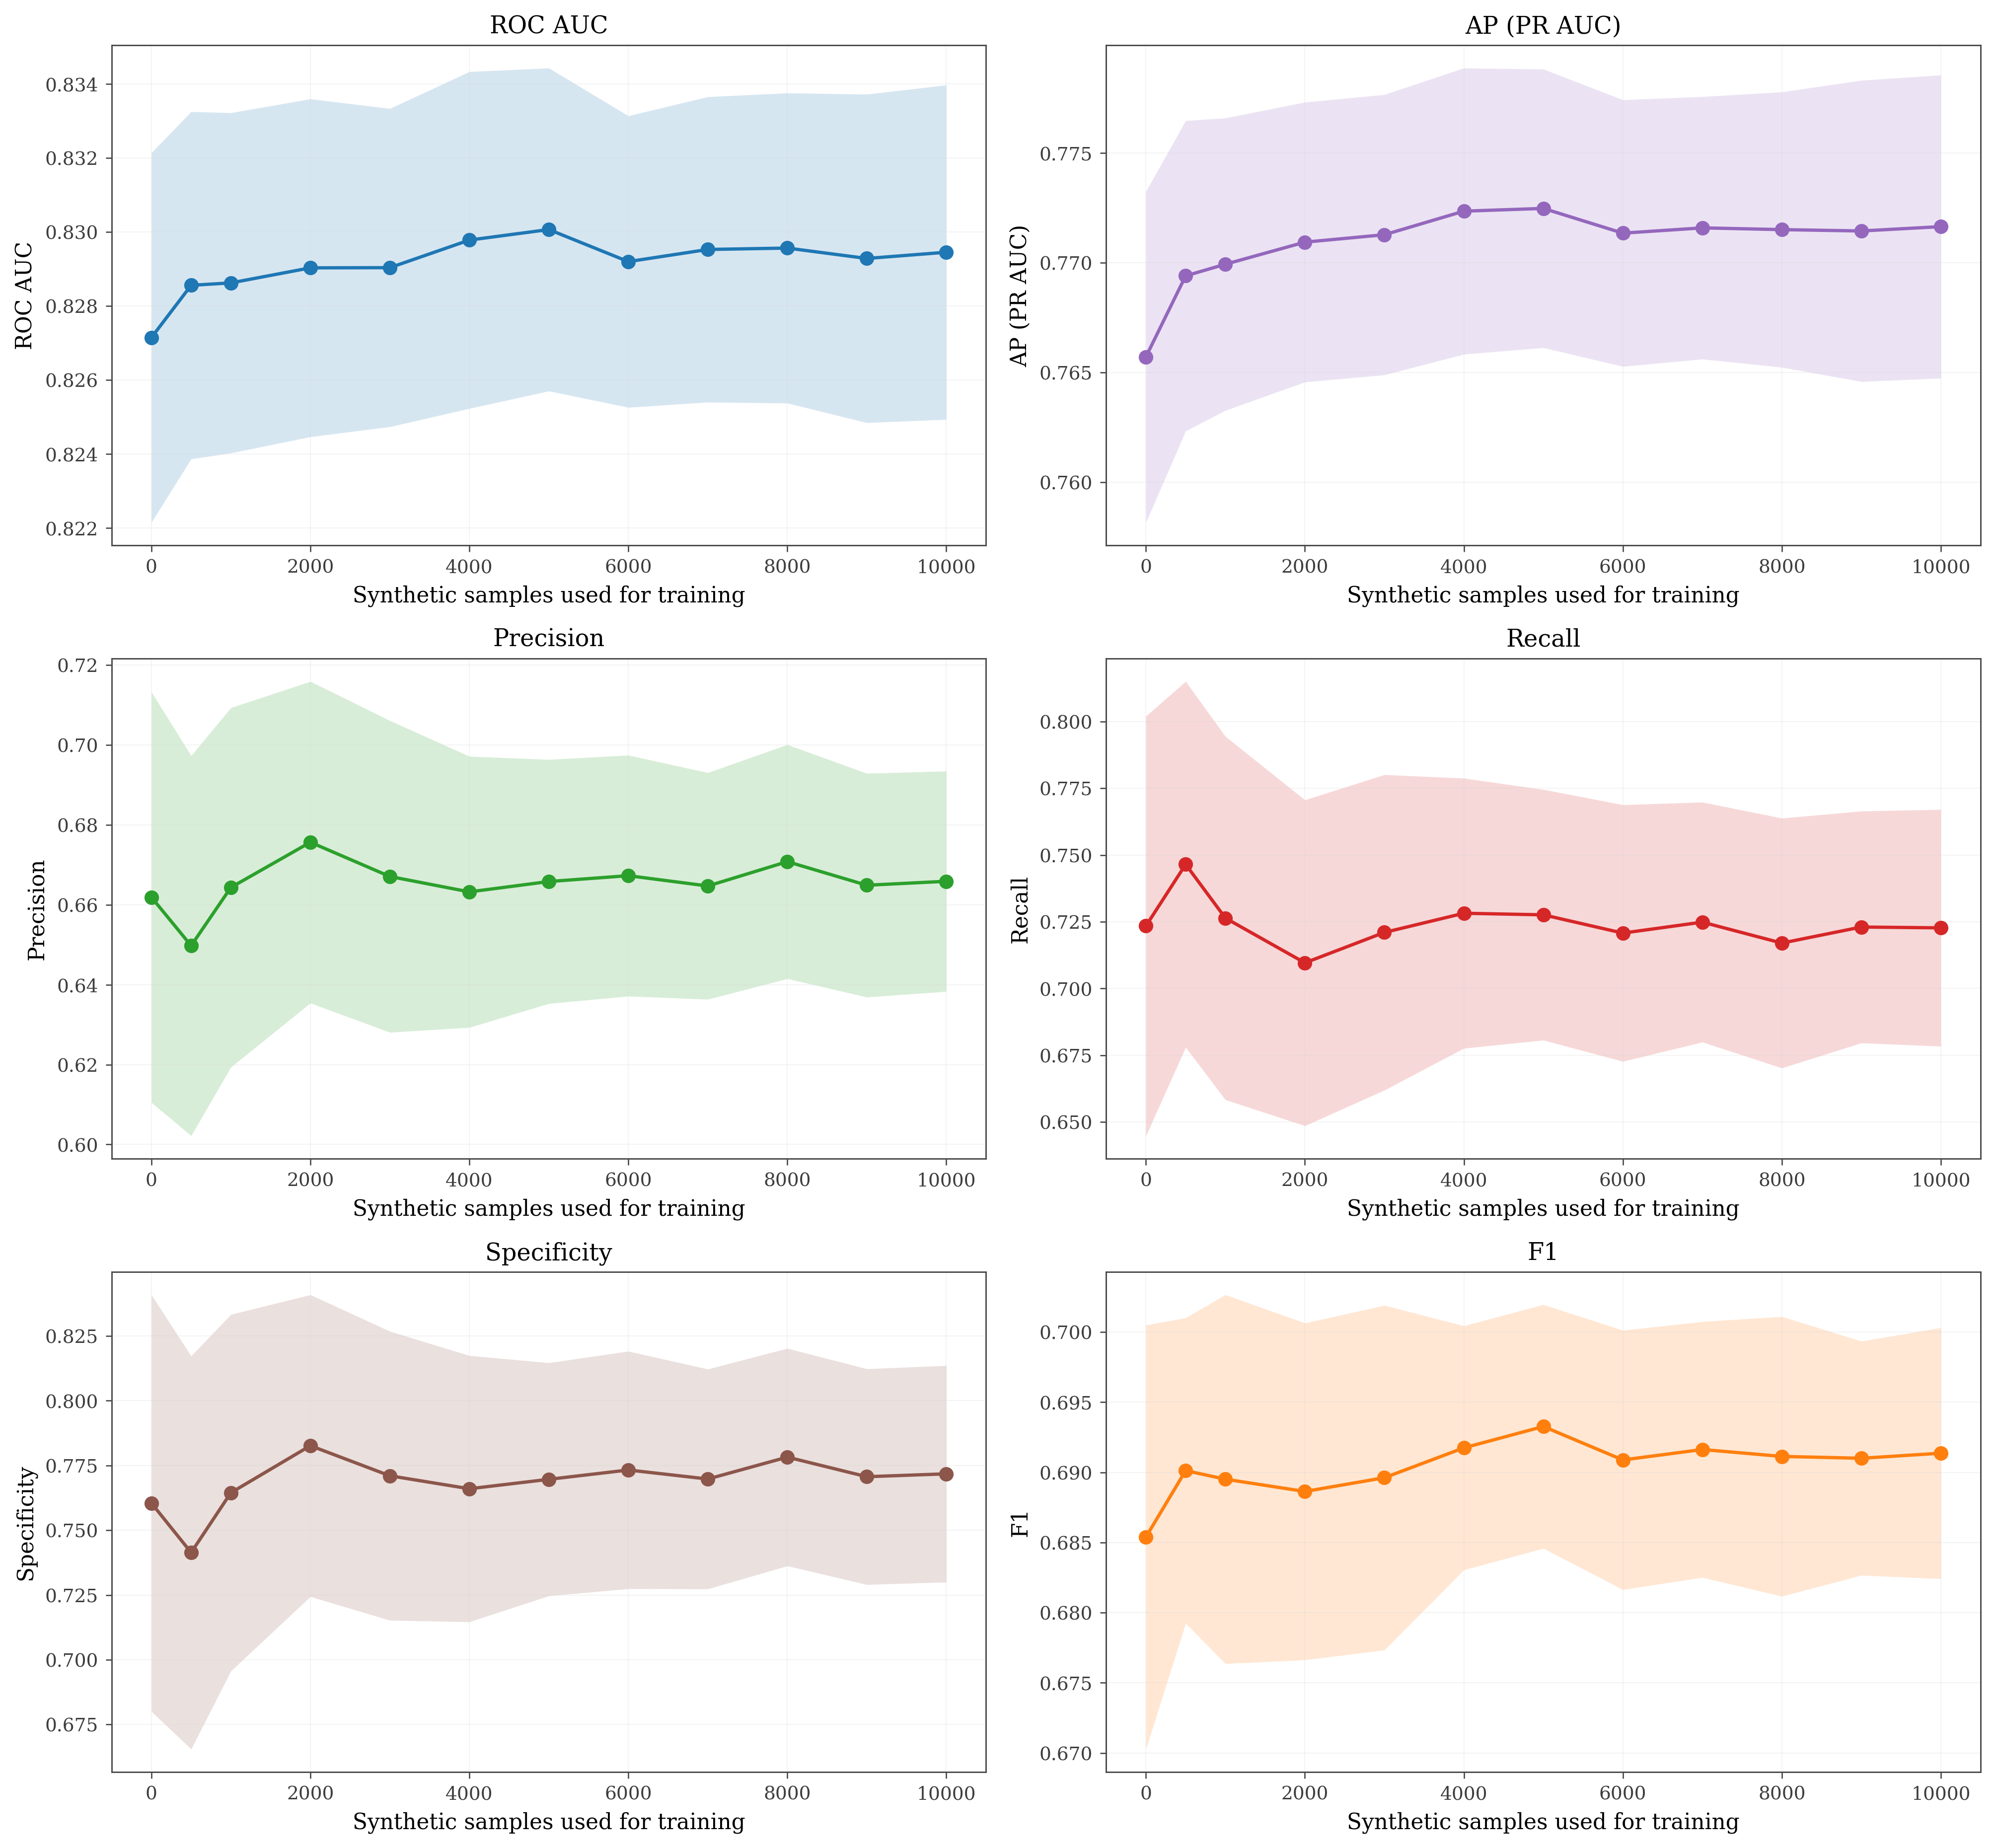 ROC AUC
ROC AUC
0.834
0.832
0.830
0.828
0.826
0.824
0.822
0 2000 4000 6000 8000 10000
Synthetic samples used for training
AP (PR AUC)
AP (PR AUC)
0.775
0.770
0.765
0.760
0 2000 4000 6000 8000 10000
Synthetic samples used for training
Precision
Precision
0.72
0.70
0.68
0.66
0.64
0.62
0.60
0 2000 4000 6000 8000 10000
Synthetic samples used for training
Recall
Recall
0.800
0.775
0.750
0.725
0.700
0.675
0.650
0 2000 4000 6000 8000 10000
Synthetic samples used for training
Specificity
Specificity
0.825
0.800
0.775
0.750
0.725
0.700
0.675
0 2000 4000 6000 8000 10000
Synthetic samples used for training
F1
F1
0.700
0.695
0.690
0.685
0.680
0.675
0.670
0 2000 4000 6000 8000 10000
Synthetic samples used for training